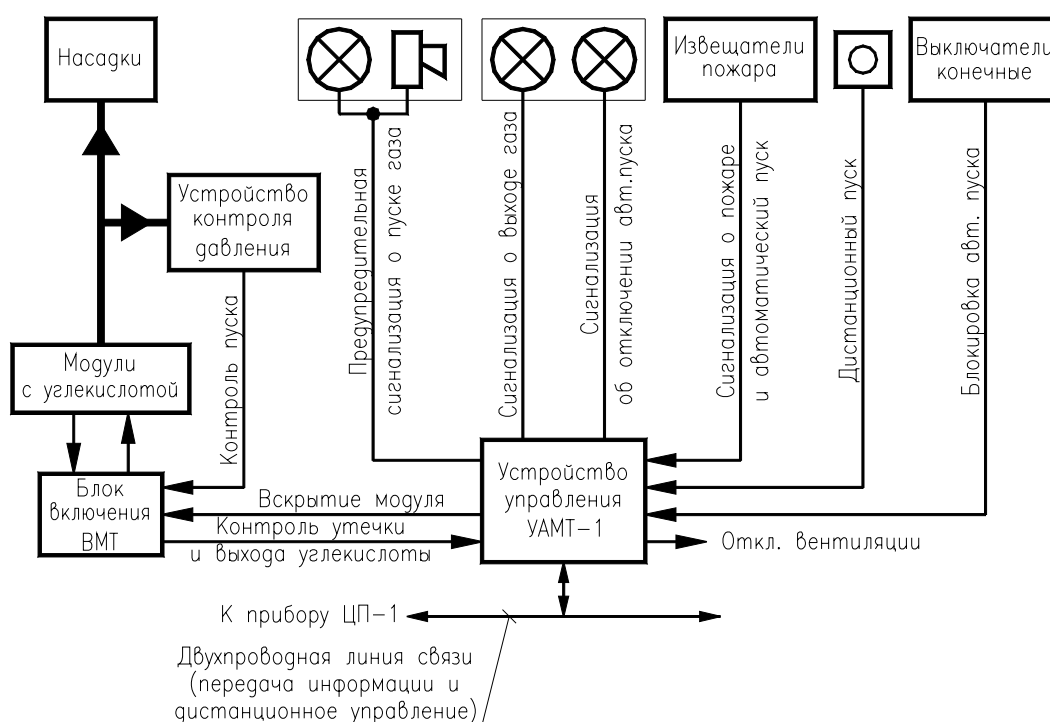 Насадки
Извещатели
пожара
Выключатели
конечные
Устройство
контроля
давления
Контроль пуска
Предупредительная
сигнализация о пуске газа
Сигнализация о выходе газа
Сигнализация
об отключении авт.пуска
Сигнализация о пожаре
и автоматический пуск
Дистанционный пуск
Блокировка авт. пуска
Модули
с углекислотой
Блок
включения
ВМТ
Вскрытие модуля
Контроль утечки
и выхода углекислоты
Устройство
управления
УАМТ-1
Откл. вентиляции
К прибору ЦП-1
Двухпроводная линия связи
(передача информации и
дистанционное управление)